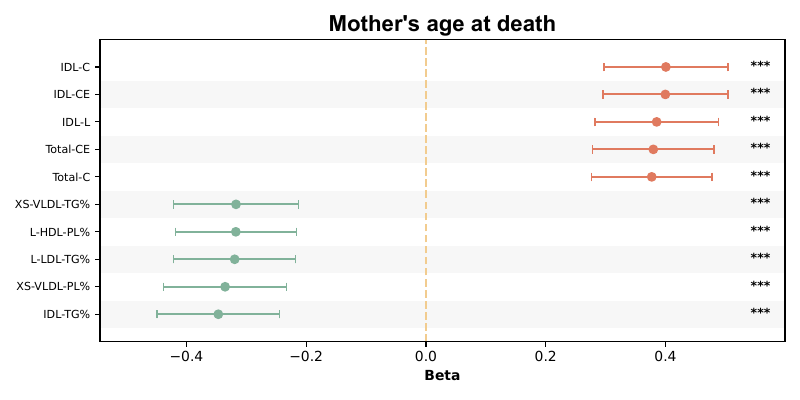 Mother's age at death
IDL-C ***
IDL-CE ***
IDL-L ***
Total-CE ***
Total-C ***
XS-VLDL-TG% ***
L-HDL-PL% ***
L-LDL-TG% ***
XS-VLDL-PL% ***
IDL-TG% ***
−0.4 −0.2 0.0 0.2 0.4
Beta